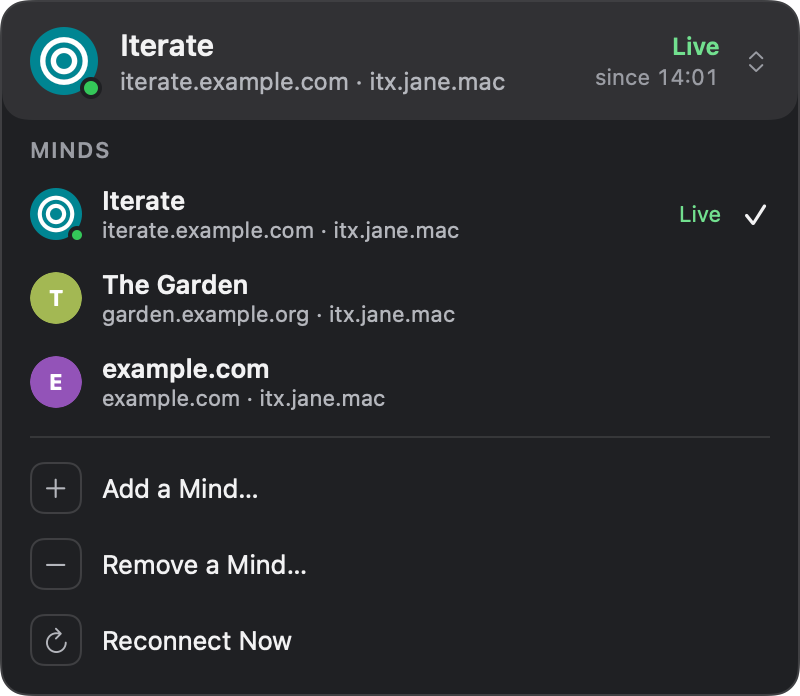 Iterate
Live
iterate.example.com · itx.jane.mac
since 14:01
MINDS
Iterate
iterate.example.com · itx.jane.mac
Live
T
The Garden
garden.example.org · itx.jane.mac
E
example.com
example.com · itx.jane.mac
Add a Mind...
Remove a Mind...
Reconnect Now